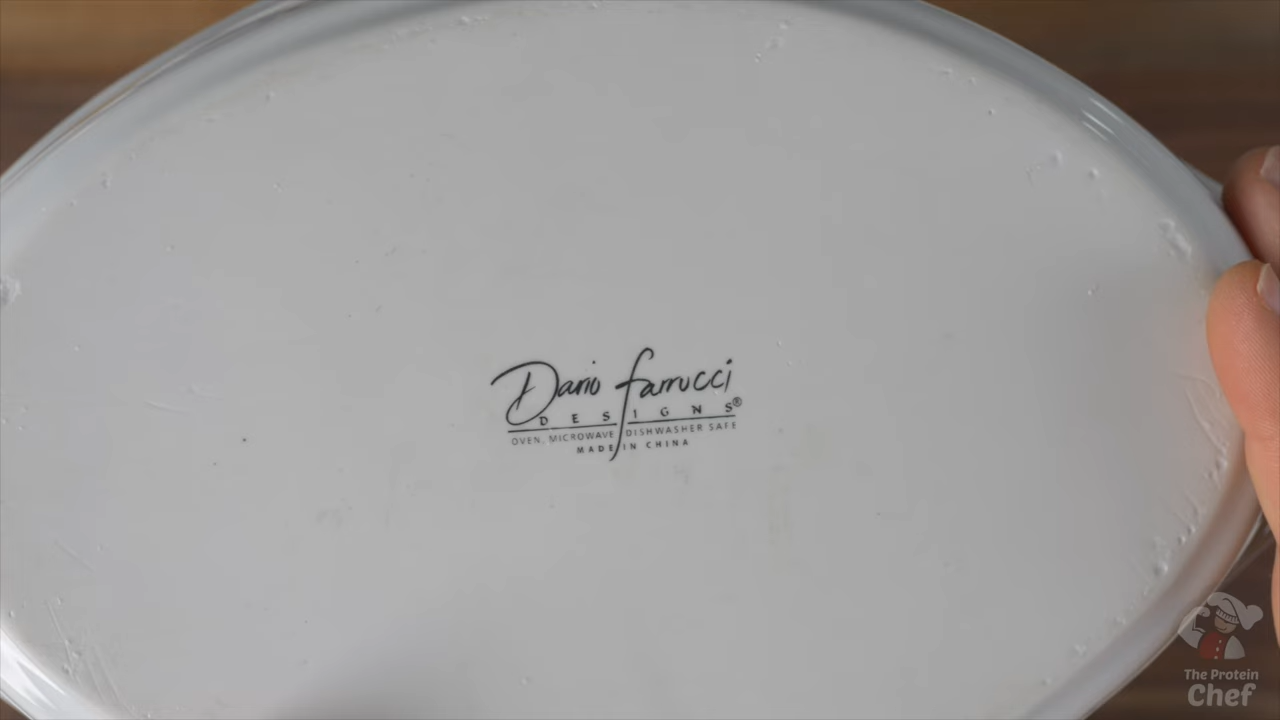 Dario farrucci
DESIGNS®
OVEN, MICROWAVE DISHWASHER SAFE
MADE IN CHINA
The Protein
Chef